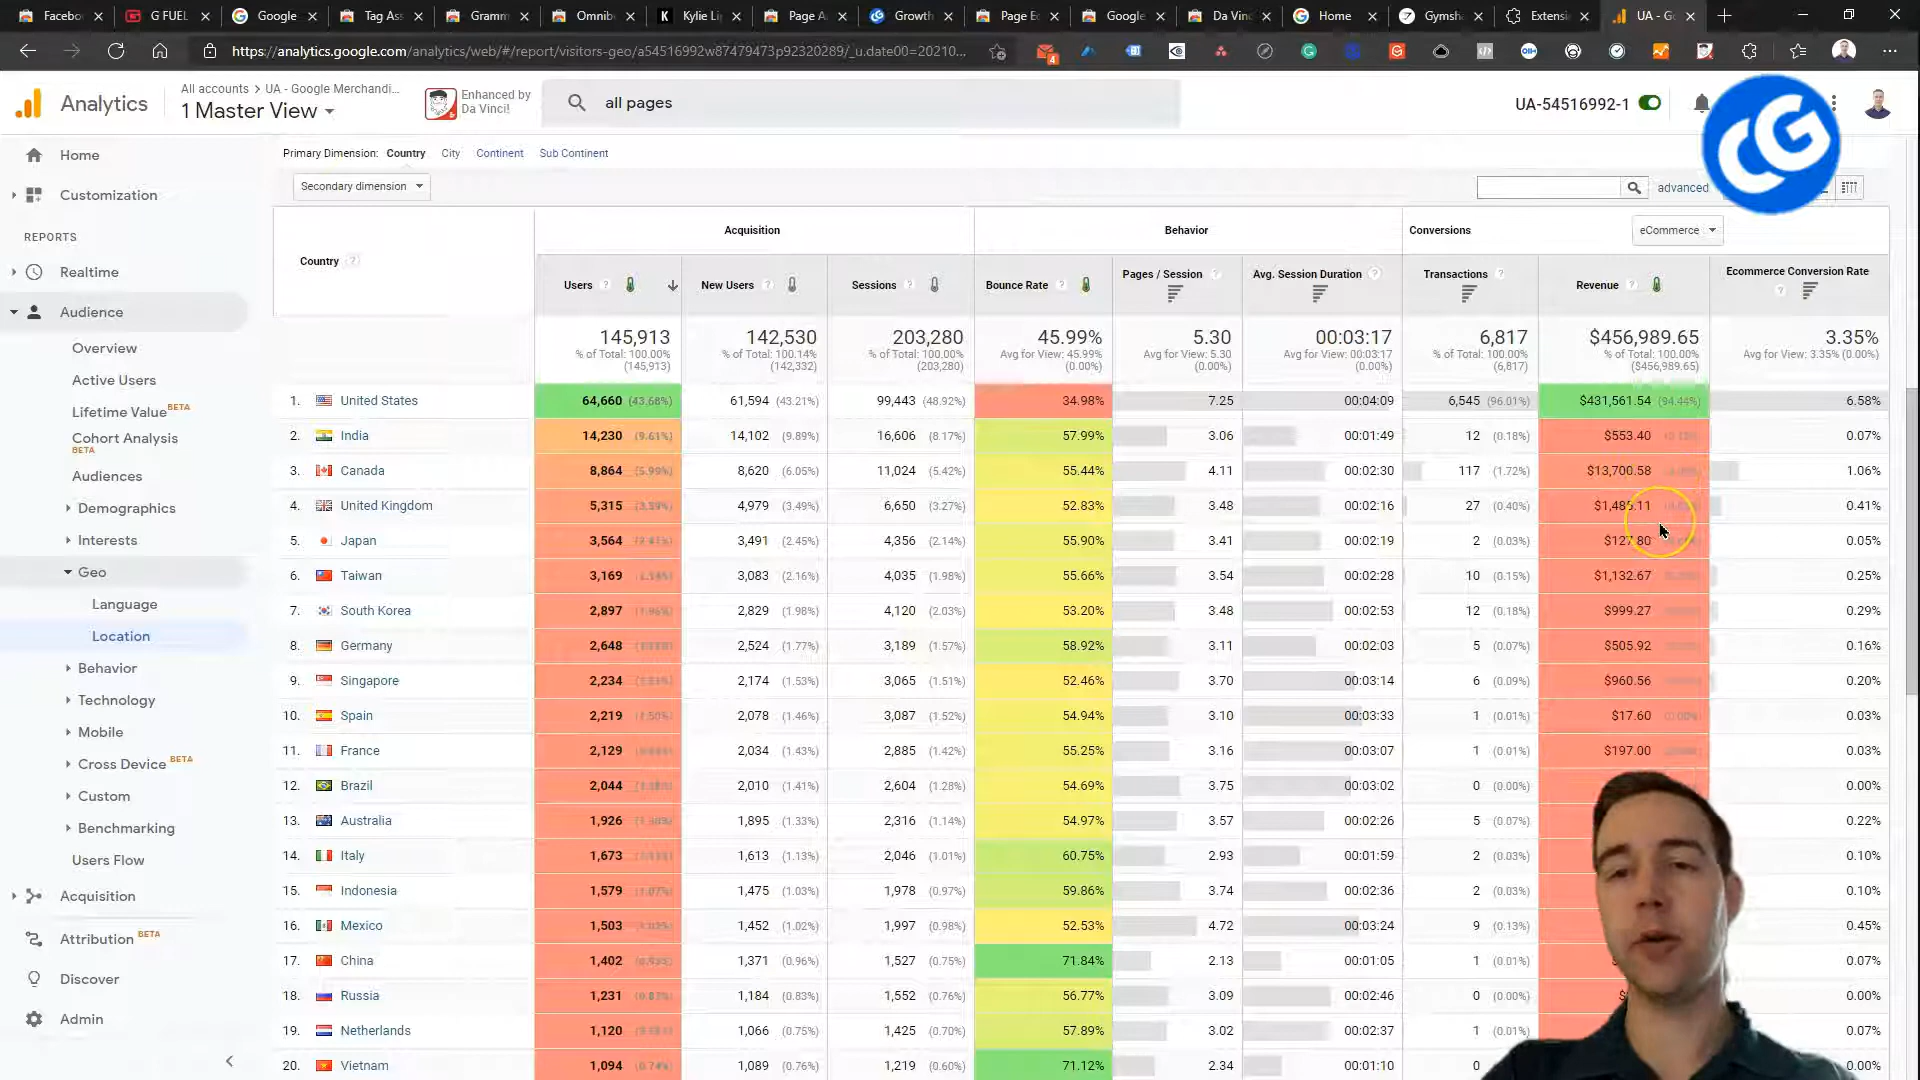 Facebo
G FUEL
Google
Tag Ass
Gramm
Omnib
Kylie Li
Page A
Growth
Page E
Google
Da Vinc
Home
Gymsh
Extensi
UA - Go
https://analytics.google.com/analytics/web/#/report/visitors-geo/a54516992w87479473p92320289/_u.date00=20210...
4
Analytics
All accounts > UA - Google Merchandi...
1 Master View
Enhanced by
Da Vinci!
all pages
UA-54516992-1
CG
Home
Customization
REPORTS
Realtime
Audience
Overview
Active Users
Lifetime Value BETA
Cohort Analysis
BETA
Audiences
Demographics
Interests
Geo
Language
Location
Behavior
Technology
Mobile
Cross Device BETA
Custom
Benchmarking
Users Flow
Acquisition
Attribution BETA
Discover
Admin
Primary Dimension: Country City Continent Sub Continent
Secondary dimension
advanced
Acquisition Behavior Conversions eCommerce
Country ?
Users ? New Users ? Sessions ? Bounce Rate ? Pages / Session ? Avg. Session Duration ? Transactions ? Revenue ? Ecommerce Conversion Rate ?
145,913 142,530 203,280 45.99% 5.30 00:03:17 6,817 $456,989.65 3.35%
% of Total: 100.00% % of Total: 100.14% % of Total: 100.00% Avg for View: 45.99% Avg for View: 5.30 Avg for View: 00:03:17 % of Total: 100.00% % of Total: 100.00% Avg for View: 3.35% (0.00%)
(145,913) (142,332) (203,280) (0.00%) (0.00%) (0.00%) (6,817) ($456,989.65)
1. United States 64,660 (43.68%) 61,594 (43.21%) 99,443 (48.92%) 34.98% 7.25 00:04:09 6,545 (96.01%) $431,561.54 (94.44%) 6.58%
2. India 14,230 (9.61%) 14,102 (9.89%) 16,606 (8.17%) 57.99% 3.06 00:01:49 12 (0.18%) $553.40 0.07%
3. Canada 8,864 (5.99%) 8,620 (6.05%) 11,024 (5.42%) 55.44% 4.11 00:02:30 117 (1.72%) $13,700.58 1.06%
4. United Kingdom 5,315 (3.59%) 4,979 (3.49%) 6,650 (3.27%) 52.83% 3.48 00:02:16 27 (0.40%) $1,485.11 0.41%
5. Japan 3,564 3,491 (2.45%) 4,356 (2.14%) 55.90% 3.41 00:02:19 2 (0.03%) $127.80 0.05%
6. Taiwan 3,169 3,083 (2.16%) 4,035 (1.98%) 55.66% 3.54 00:02:28 10 (0.15%) $1,132.67 0.25%
7. South Korea 2,897 2,829 (1.98%) 4,120 (2.03%) 53.20% 3.48 00:02:53 12 (0.18%) $999.27 0.29%
8. Germany 2,648 2,524 (1.77%) 3,189 (1.57%) 58.92% 3.11 00:02:03 5 (0.07%) $505.92 0.16%
9. Singapore 2,234 2,174 (1.53%) 3,065 (1.51%) 52.46% 3.70 00:03:14 6 (0.09%) $960.56 0.20%
10. Spain 2,219 (1.50%) 2,078 (1.46%) 3,087 (1.52%) 54.94% 3.10 00:03:33 1 (0.01%) $17.60 (0.00%) 0.03%
11. France 2,129 2,034 (1.43%) 2,885 (1.42%) 55.25% 3.16 00:03:07 1 (0.01%) $197.00 0.03%
12. Brazil 2,044 2,010 (1.41%) 2,604 (1.28%) 54.69% 3.75 00:03:02 0 (0.00%) 0.00%
13. Australia 1,926 1,895 (1.33%) 2,316 (1.14%) 54.97% 3.57 00:02:26 5 (0.07%) 0.22%
14. Italy 1,673 1,613 (1.13%) 2,046 (1.01%) 60.75% 2.93 00:01:59 2 (0.03%) 0.10%
15. Indonesia 1,579 (1.07%) 1,475 (1.03%) 1,978 (0.97%) 59.86% 3.74 00:02:36 2 (0.03%) 0.10%
16. Mexico 1,503 1,452 (1.02%) 1,997 (0.98%) 52.53% 4.72 00:03:24 9 (0.13%) 0.45%
17. China 1,402 1,371 (0.96%) 1,527 (0.75%) 71.84% 2.13 00:01:05 1 (0.01%) 0.07%
18. Russia 1,231 1,184 (0.83%) 1,552 (0.76%) 56.77% 3.09 00:02:46 0 (0.00%) 0.00%
19. Netherlands 1,120 1,066 (0.75%) 1,425 (0.70%) 57.89% 3.02 00:02:37 1 (0.01%) 0.07%
20. Vietnam 1,094 (0.74%) 1,089 (0.76%) 1,219 (0.60%) 71.12% 2.34 00:01:10 0 0.00%